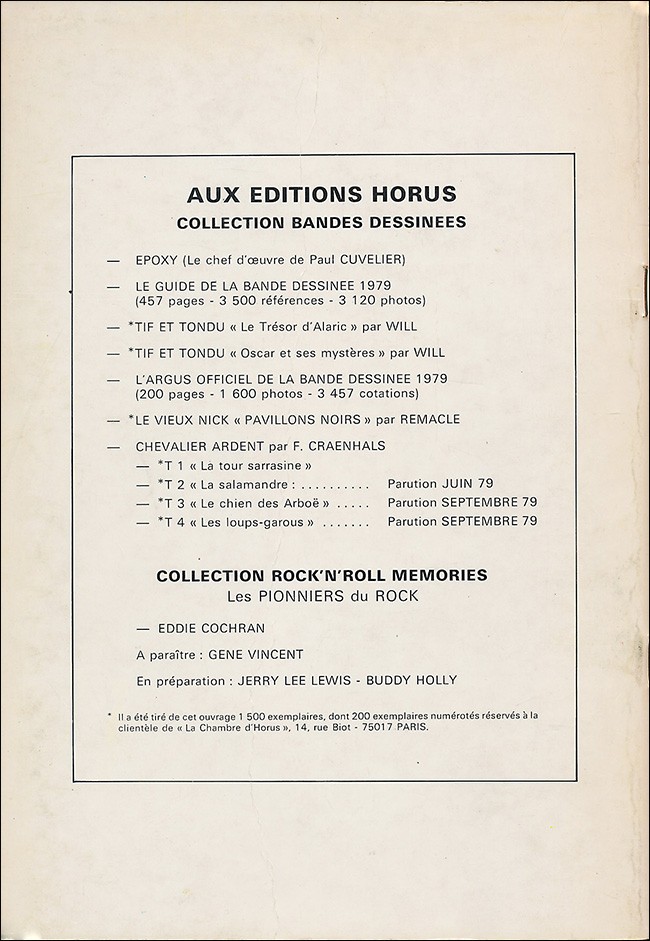 AUX EDITIONS HORUS
COLLECTION BANDES DESSINEES
— EPOXY (Le chef d'œuvre de Paul CUVELIER)
— LE GUIDE DE LA BANDE DESSINEE 1979
(457 pages - 3 500 références - 3 120 photos)
— *TIF ET TONDU « Le Trésor d'Alaric » par WILL
— *TIF ET TONDU « Oscar et ses mystères » par WILL
— L'ARGUS OFFICIEL DE LA BANDE DESSINEE 1979
(200 pages - 1 600 photos - 3 457 cotations)
— *LE VIEUX NICK « PAVILLONS NOIRS » par REMACLE
— CHEVALIER ARDENT par F. CRAENHALS
— *T 1 « La tour sarrasine »
— *T 2 « La salamandre : .......... Parution JUIN 79
— *T 3 « Le chien des Arboë » ..... Parution SEPTEMBRE 79
— *T 4 « Les loups-garous » ....... Parution SEPTEMBRE 79
COLLECTION ROCK'N'ROLL MEMORIES
Les PIONNIERS du ROCK
— EDDIE COCHRAN
A paraître : GENE VINCENT
En préparation : JERRY LEE LEWIS - BUDDY HOLLY
* Il a été tiré de cet ouvrage 1 500 exemplaires, dont 200 exemplaires numérotés réservés à la
clientèle de « La Chambre d'Horus », 14, rue Biot - 75017 PARIS.